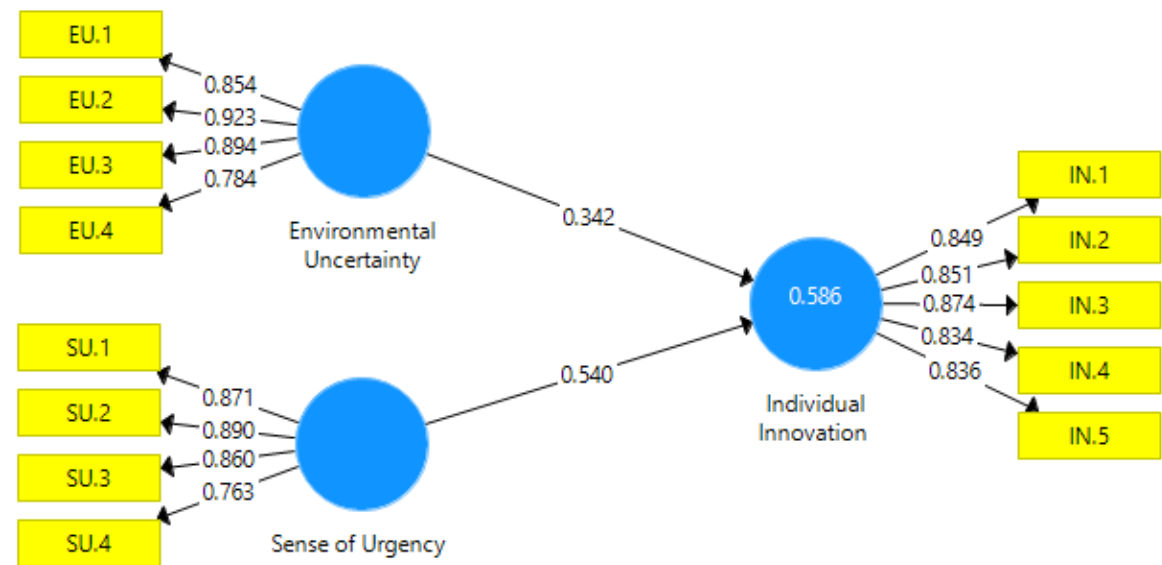 EU.1
EU.2
EU.3
EU.4
0.854
0.923
0.894
0.784
Environmental
Uncertainty
0.342
SU.1
SU.2
SU.3
SU.4
0.871
0.890
0.860
0.763
Sense of Urgency
0.540
0.586
Individual
Innovation
0.849
0.851
0.874
0.834
0.836
IN.1
IN.2
IN.3
IN.4
IN.5